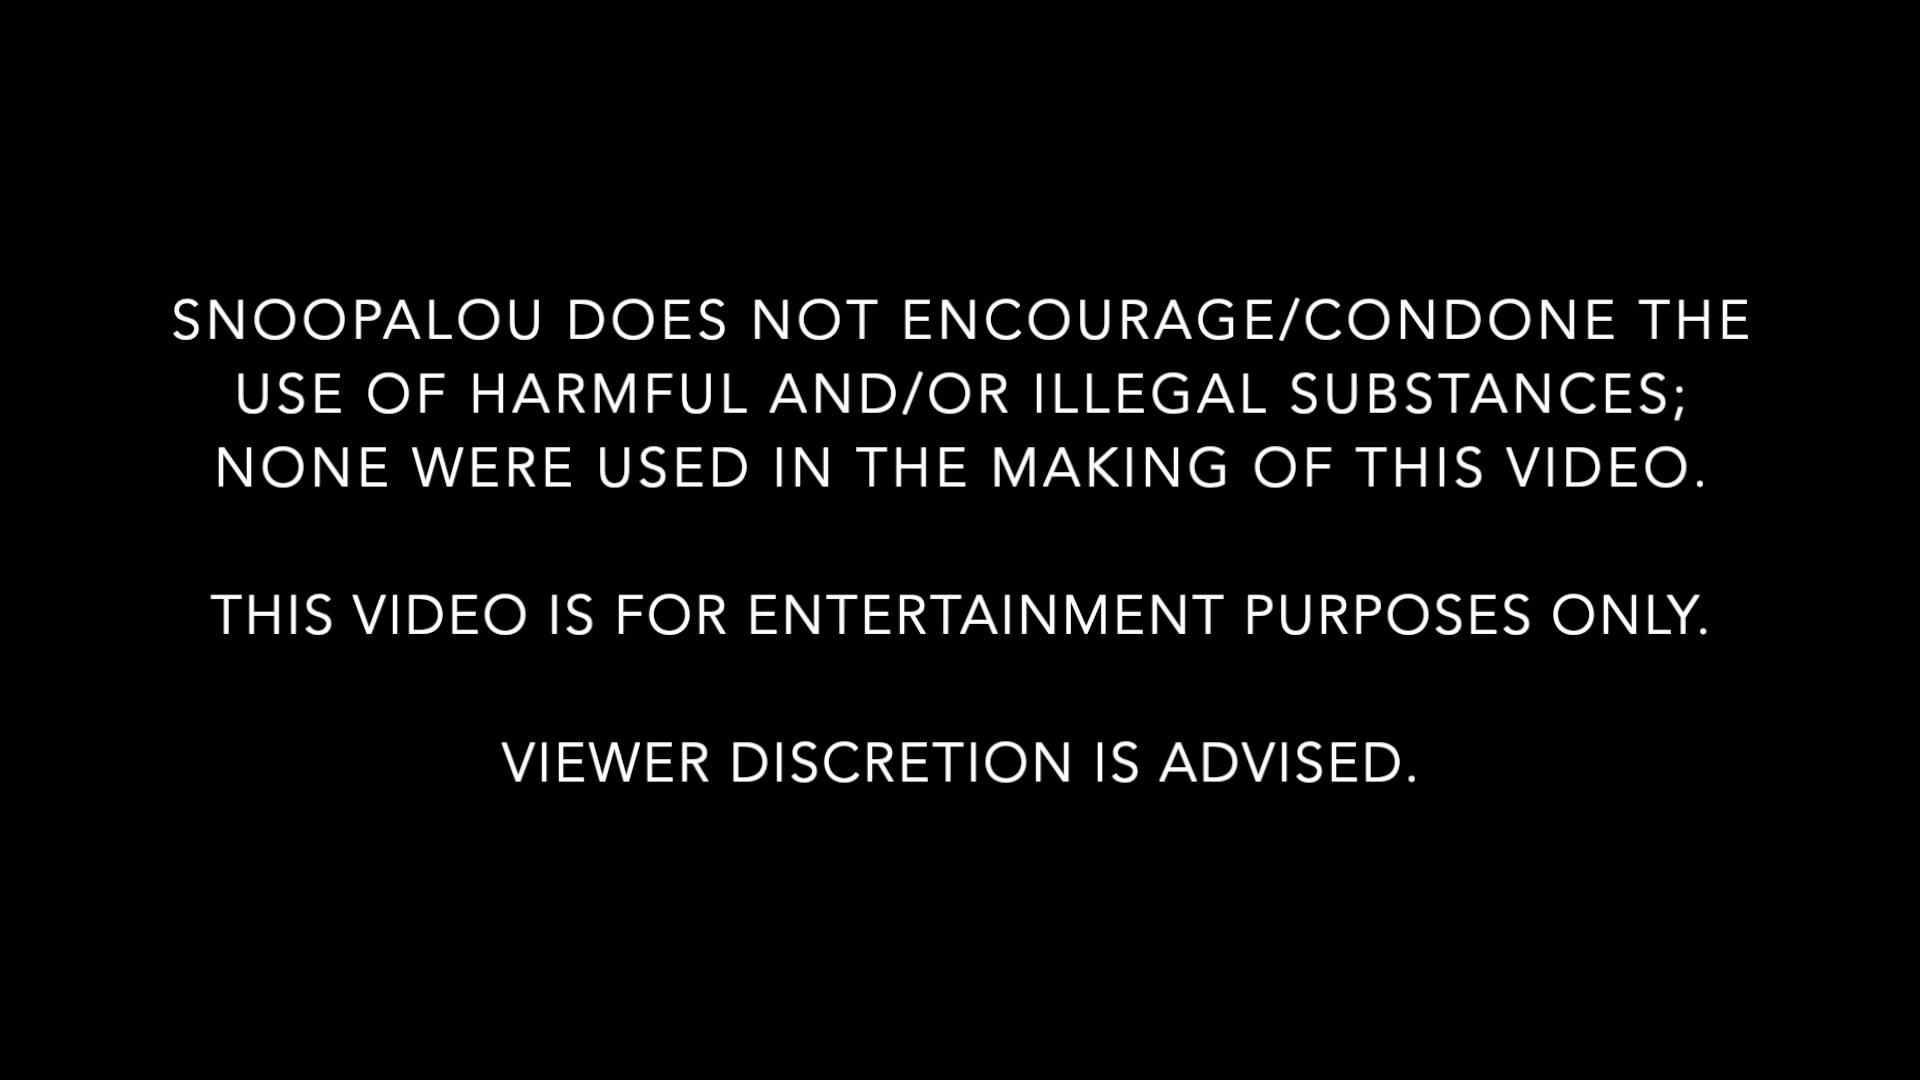 SNOOPALOU DOES NOT ENCOURAGE/CONDONE THE
USE OF HARMFUL AND/OR ILLEGAL SUBSTANCES;
NONE WERE USED IN THE MAKING OF THIS VIDEO.
THIS VIDEO IS FOR ENTERTAINMENT PURPOSES ONLY.
VIEWER DISCRETION IS ADVISED.